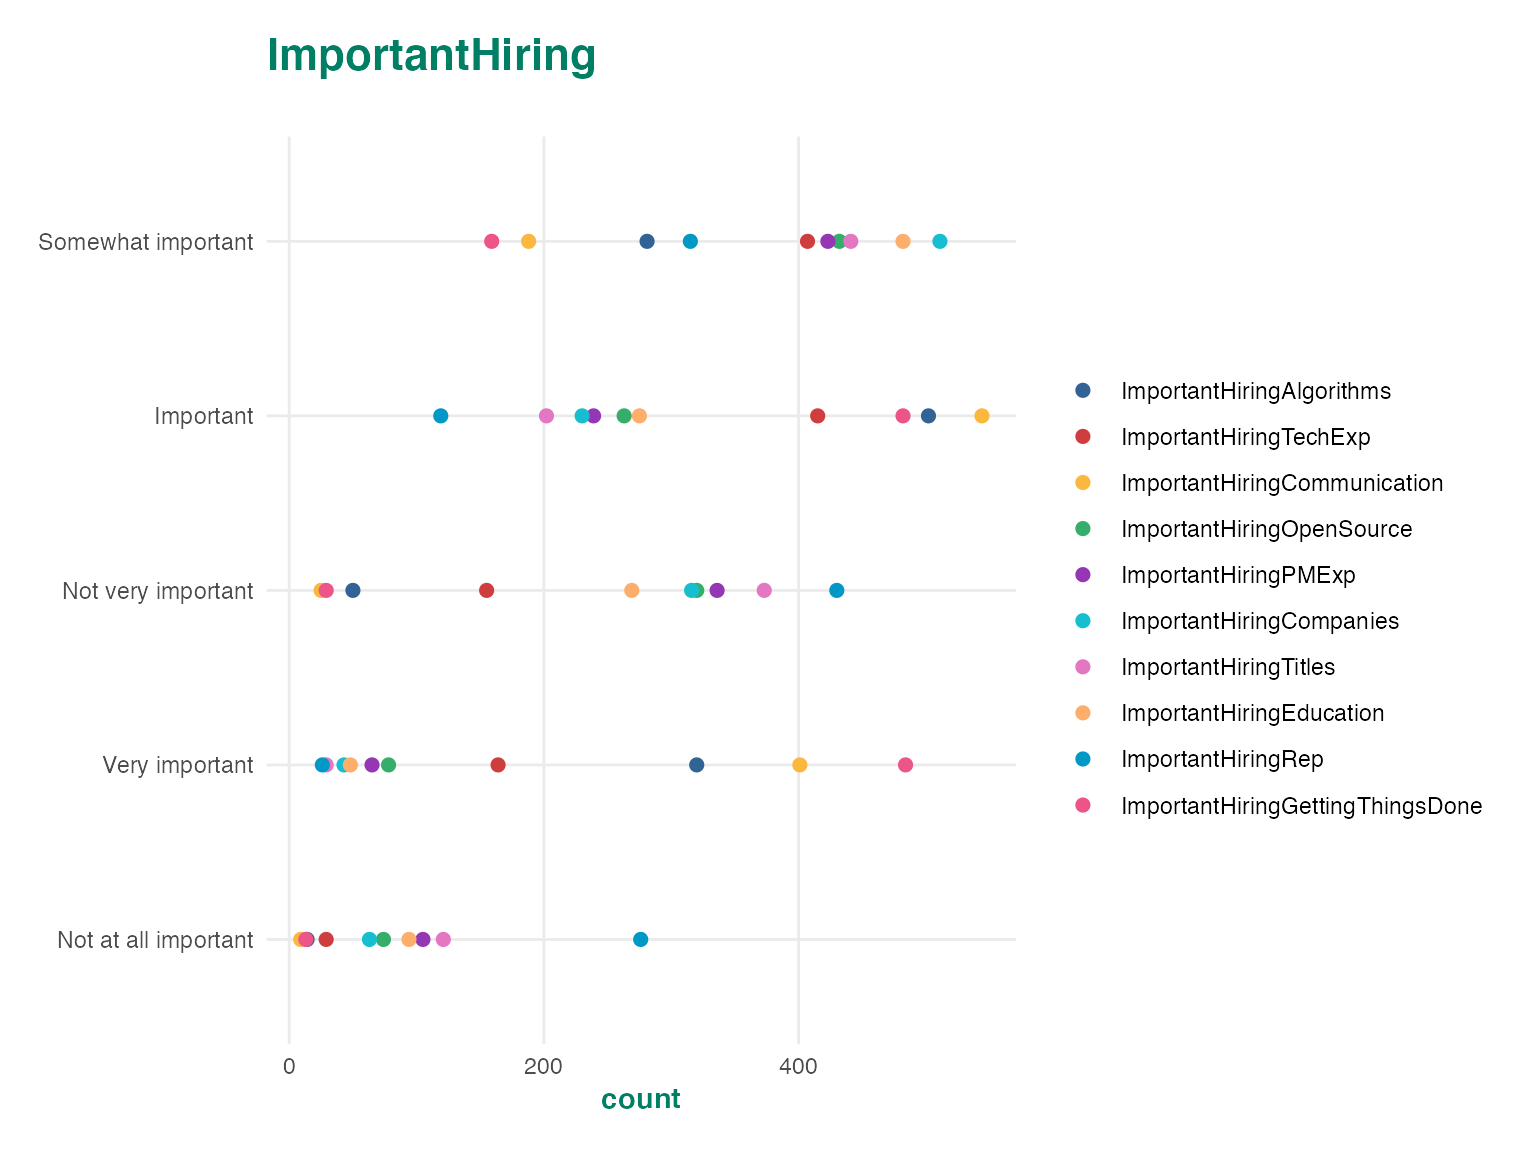 ImportantHiring
Somewhat important
Important
Not very important
Very important
Not at all important
0 200 400
count
ImportantHiringAlgorithms
ImportantHiringTechExp
ImportantHiringCommunication
ImportantHiringOpenSource
ImportantHiringPMExp
ImportantHiringCompanies
ImportantHiringTitles
ImportantHiringEducation
ImportantHiringRep
ImportantHiringGettingThingsDone